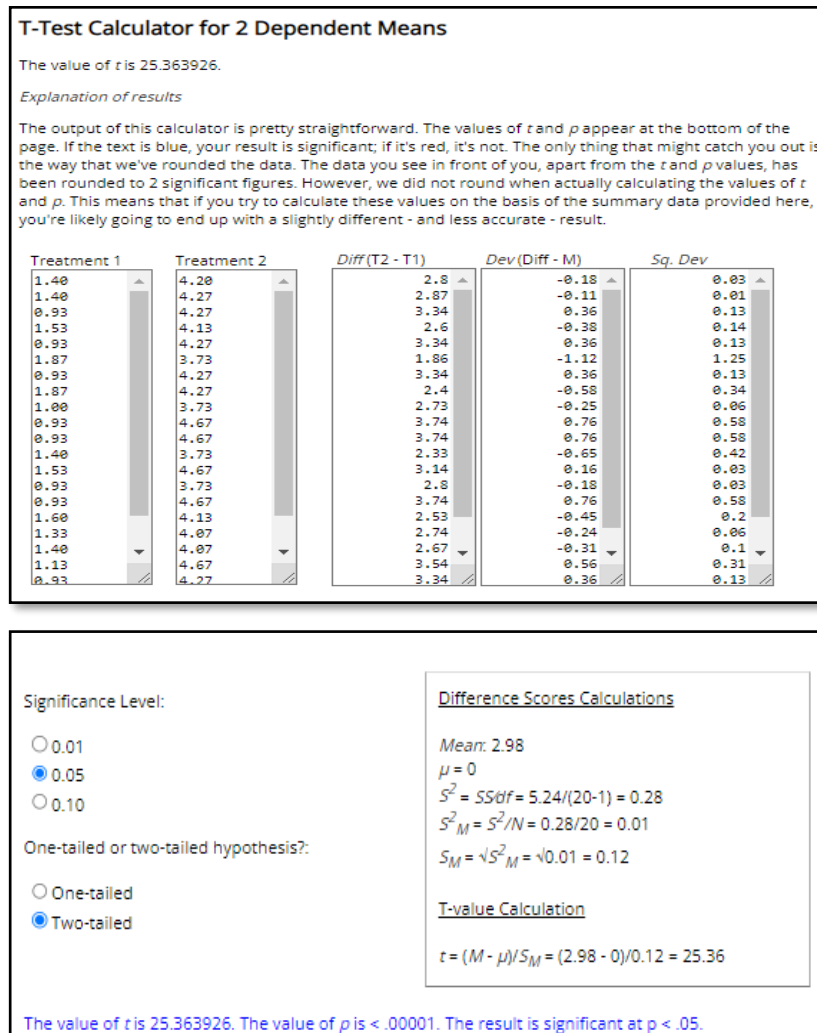 T-Test Calculator for 2 Dependent Means
The value of t is 25.363926.
Explanation of results
The output of this calculator is pretty straightforward. The values of t and p appear at the bottom of the
page. If the text is blue, your result is significant; if it's red, it's not. The only thing that might catch you out is
the way that we've rounded the data. The data you see in front of you, apart from the t and p values, has
been rounded to 2 significant figures. However, we did not round when actually calculating the values of t
and p. This means that if you try to calculate these values on the basis of the summary data provided here,
you're likely going to end up with a slightly different - and less accurate - result.
Treatment 1 Treatment 2 Diff (T2 - T1) Dev (Diff - M) Sq. Dev
1.40 4.20 2.8 -0.18 0.03
1.40 4.27 2.87 -0.11 0.01
0.93 4.27 3.34 0.36 0.13
1.53 4.13 2.6 -0.38 0.14
0.93 4.27 3.34 0.36 0.13
1.87 3.73 1.86 -1.12 1.25
0.93 4.27 3.34 0.36 0.13
1.87 4.27 2.4 -0.58 0.34
1.00 3.73 2.73 -0.25 0.06
0.93 4.67 3.74 0.76 0.58
0.93 4.67 3.74 0.76 0.58
1.40 3.73 2.33 -0.65 0.42
1.53 4.67 3.14 0.16 0.03
0.93 3.73 2.8 -0.18 0.03
0.93 4.67 3.74 0.76 0.58
1.60 4.13 2.53 -0.45 0.2
1.33 4.07 2.74 -0.24 0.06
1.40 4.07 2.67 -0.31 0.1
1.13 4.67 3.54 0.56 0.31
0.93 4.27 3.34 0.36 0.13
Significance Level:
0.01
0.05
0.10
One-tailed or two-tailed hypothesis?:
One-tailed
Two-tailed
Difference Scores Calculations
Mean: 2.98
μ = 0
S² = SS⁄df = 5.24/(20-1) = 0.28
S²M = S²/N = 0.28/20 = 0.01
SM = √S²M = √0.01 = 0.12
T-value Calculation
t = (M - μ)/SM = (2.98 - 0)/0.12 = 25.36
The value of t is 25.363926. The value of p is < .00001. The result is significant at p < .05.